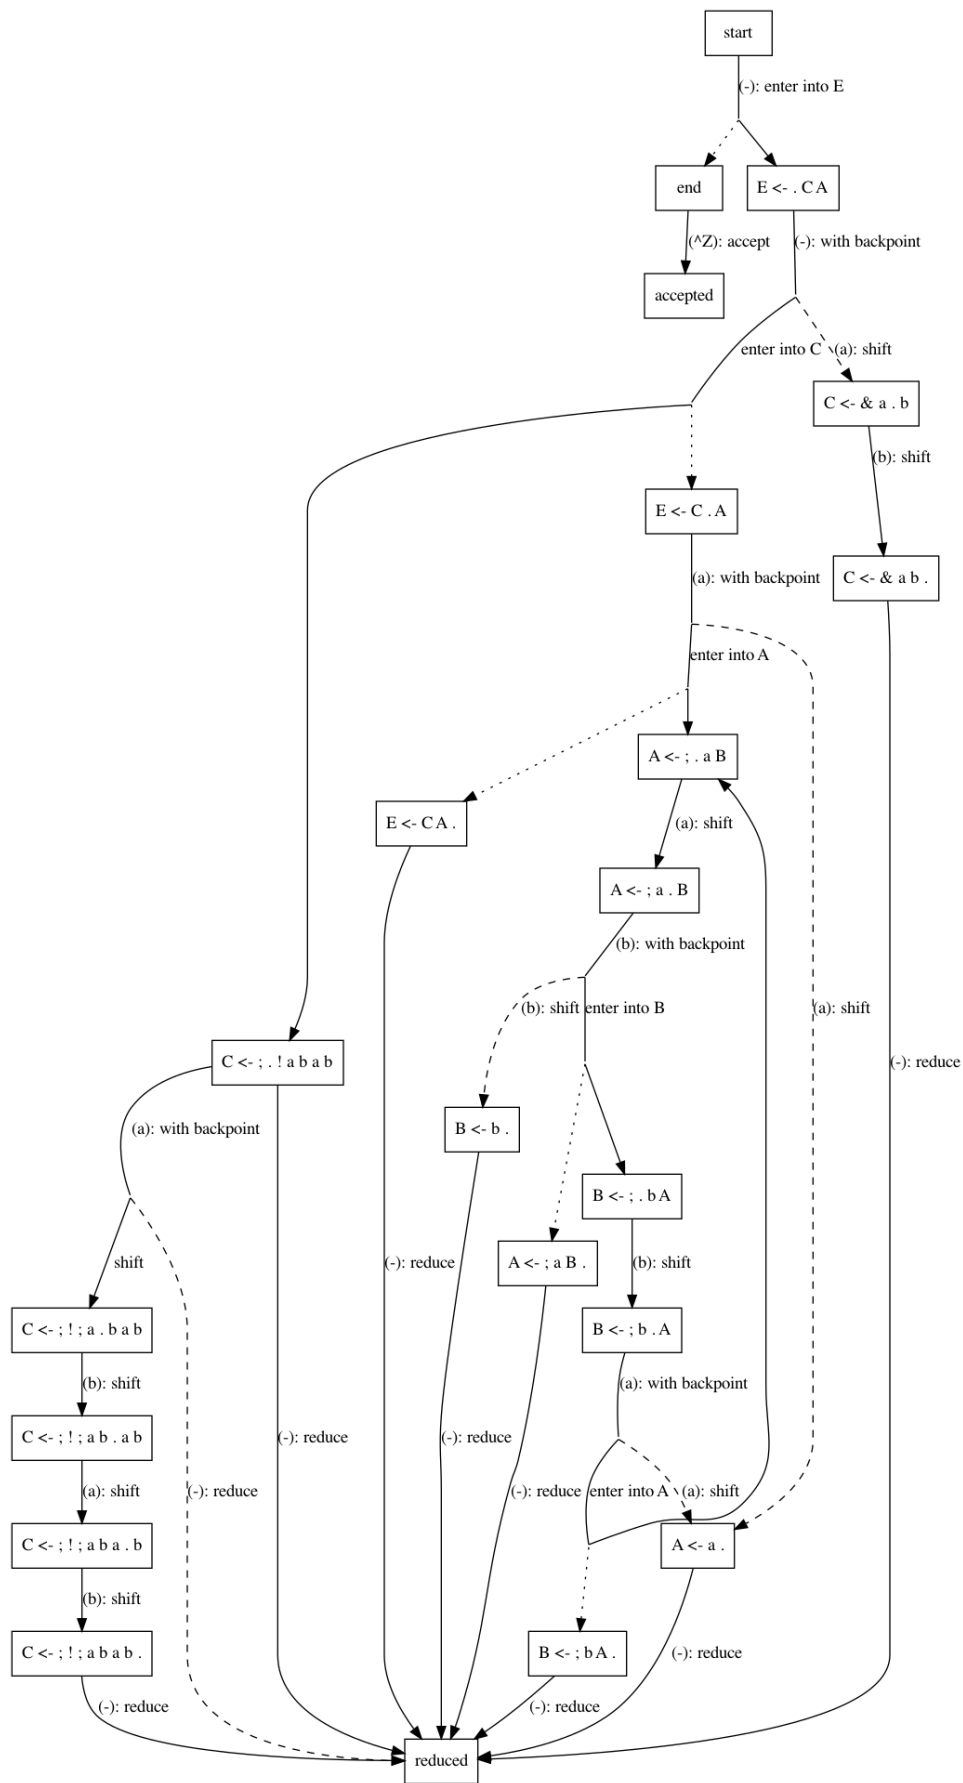 start
(-): enter into E
end
E <- . C A
(^Z): accept
(-): with backpoint
accepted
enter into C
(a): shift
C <- & a . b
(b): shift
E <- C . A
(a): with backpoint
C <- & a b .
enter into A
A <- ; . a B
E <- C A .
(a): shift
A <- ; a . B
(b): with backpoint
(b): shift
enter into B
(a): shift
C <- ; . ! a b a b
(-): reduce
(a): with backpoint
B <- b .
B <- ; . b A
shift
(-): reduce
A <- ; a B .
(b): shift
C <- ; ! ; a . b a b
B <- ; b . A
(b): shift
(a): with backpoint
C <- ; ! ; a b . a b
(-): reduce
(-): reduce
(a): shift
(-): reduce
(-): reduce
enter into A
(a): shift
C <- ; ! ; a b a . b
A <- a .
(b): shift
C <- ; ! ; a b a b .
B <- ; b A .
(-): reduce
(-): reduce
(-): reduce
reduced